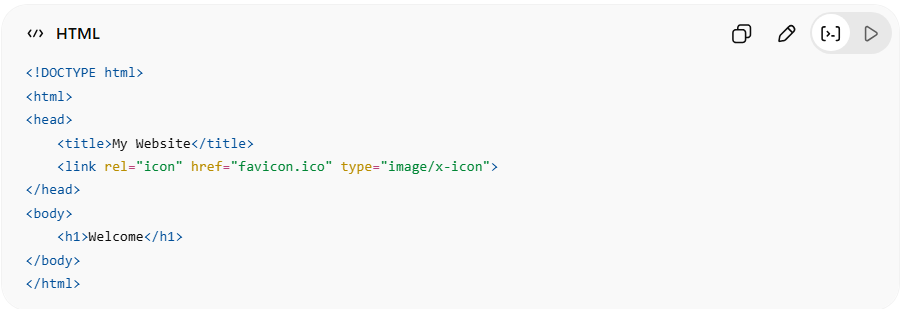 HTML
<!DOCTYPE html>
<html>
<head>
    <title>My Website</title>
    <link rel="icon" href="favicon.ico" type="image/x-icon">
</head>
<body>
    <h1>Welcome</h1>
</body>
</html>